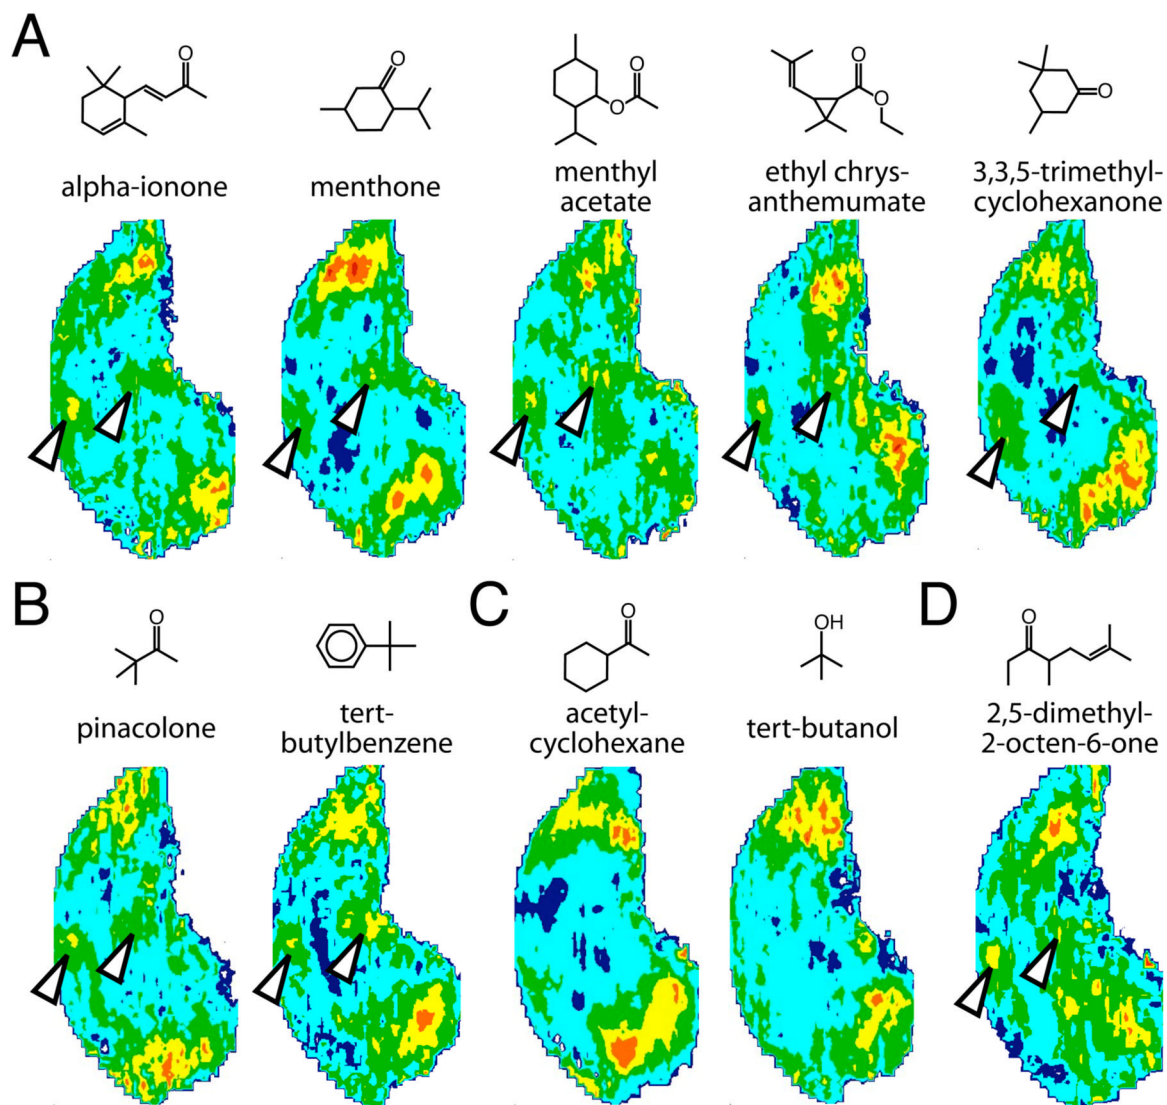 A
O
O
O
O
O
O
O
O
alpha-ionone
menthone
menthyl
acetate
ethyl chrys-
anthemumate
3,3,5-trimethyl-
cyclohexanone
B
C
D
O
O
OH
O
pinacolone
tert-
butylbenzene
acetyl-
cyclohexane
tert-butanol
2,5-dimethyl-
2-octen-6-one